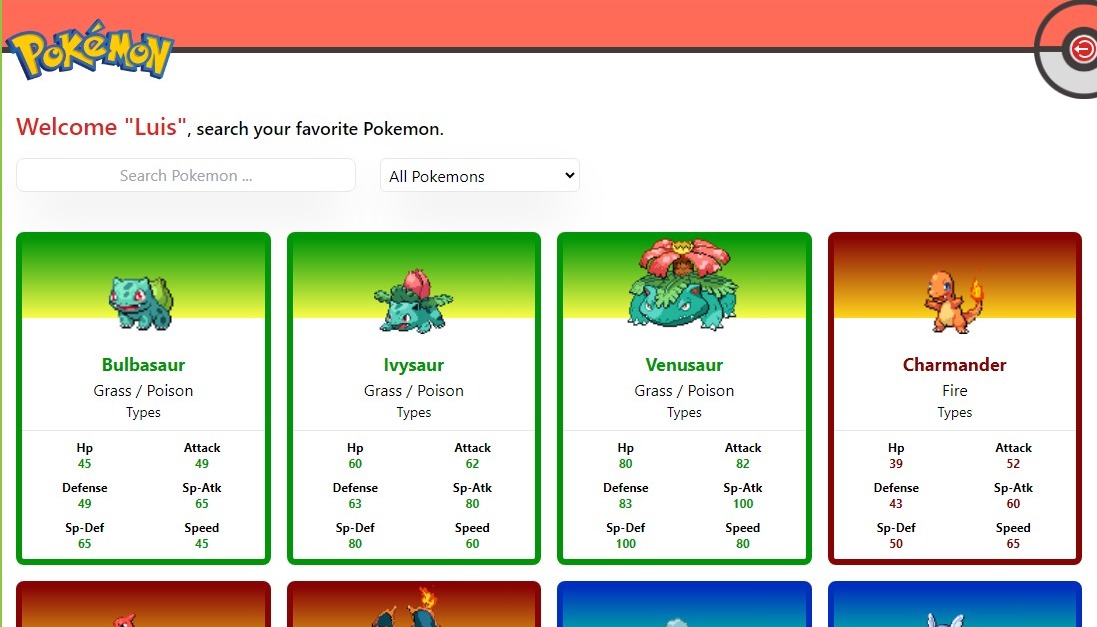 POKéMON
Welcome "Luis", search your favorite Pokemon.
Search Pokemon ...
All Pokemons
Bulbasaur
Grass / Poison
Types
Hp Attack
45 49
Defense Sp-Atk
49 65
Sp-Def Speed
65 45
Ivysaur
Grass / Poison
Types
Hp Attack
60 62
Defense Sp-Atk
63 80
Sp-Def Speed
80 60
Venusaur
Grass / Poison
Types
Hp Attack
80 82
Defense Sp-Atk
83 100
Sp-Def Speed
100 80
Charmander
Fire
Types
Hp Attack
39 52
Defense Sp-Atk
43 60
Sp-Def Speed
50 65